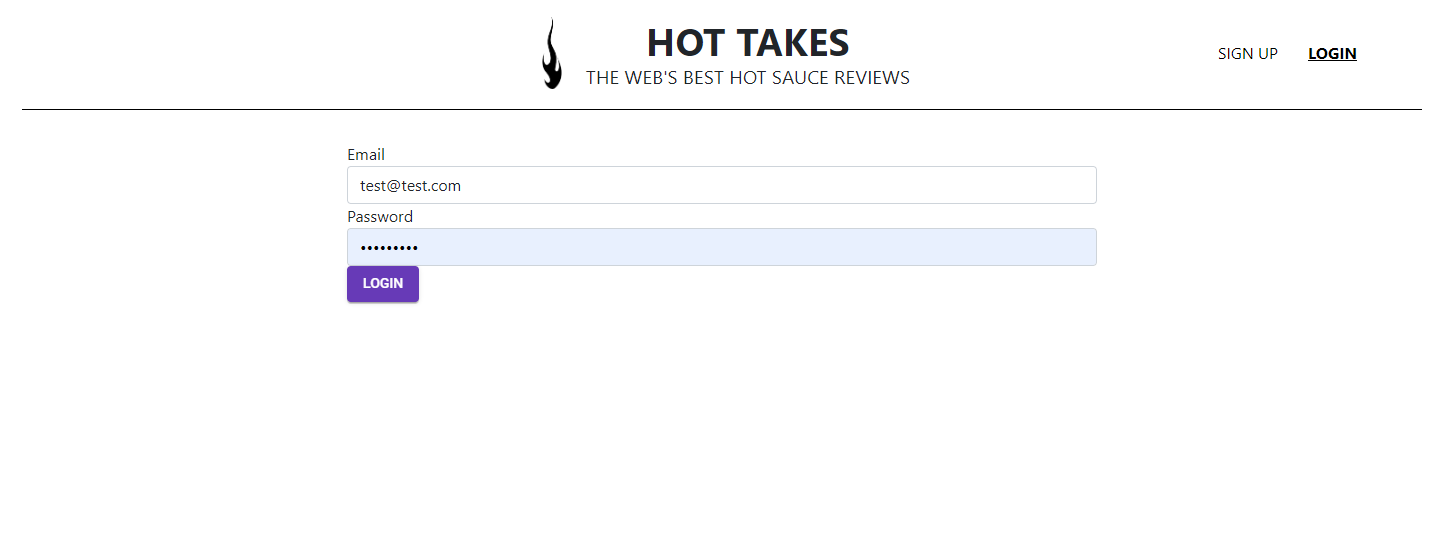 HOT TAKES
THE WEB'S BEST HOT SAUCE REVIEWS
SIGN UP LOGIN
Email
test@test.com
Password
•••••••••
LOGIN